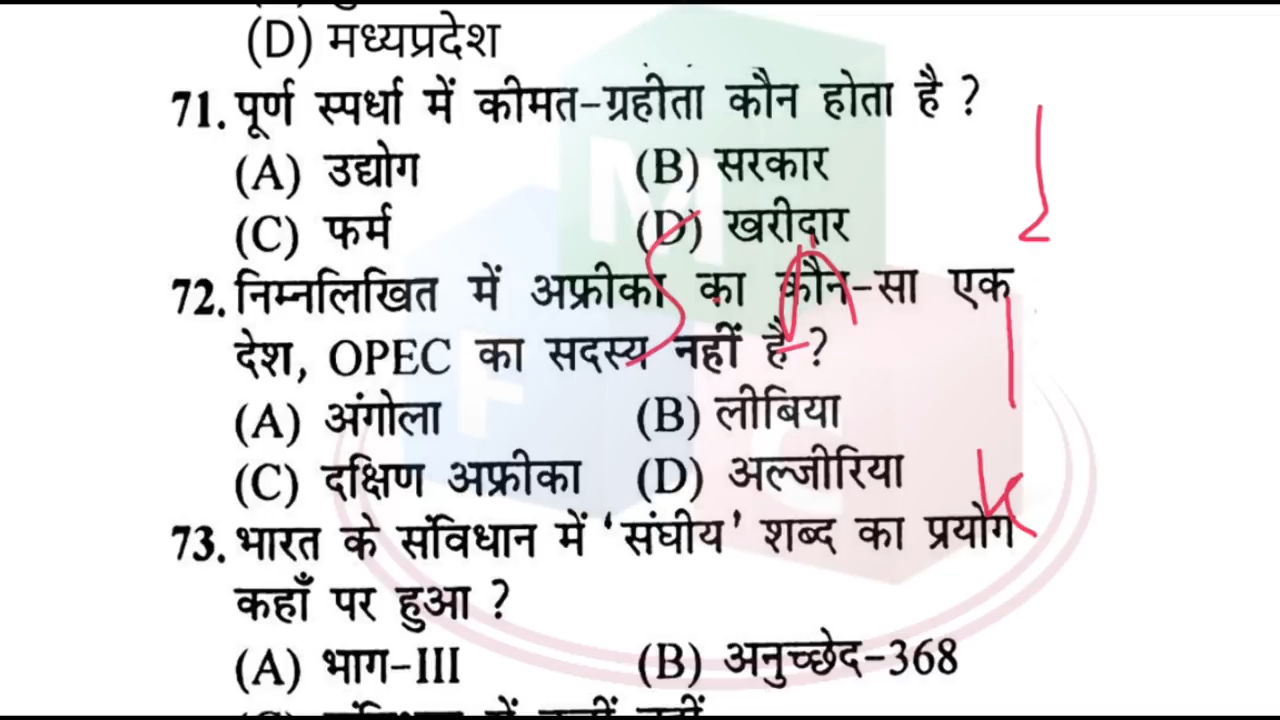 (D) मध्यप्रदेश
71. पूर्ण स्पर्धा में कीमत-ग्रहीता कौन होता है ?
(A) उद्योग (B) सरकार
(C) फर्म (D) खरीदार
72. निम्नलिखित में अफ्रीका का कौन-सा एक
देश, OPEC का सदस्य नहीं है ?
(A) अंगोला (B) लीबिया
(C) दक्षिण अफ्रीका (D) अल्जीरिया
73. भारत के संविधान में ‘संघीय’ शब्द का प्रयोग
कहाँ पर हुआ ?
(A) भाग-III (B) अनुच्छेद-368